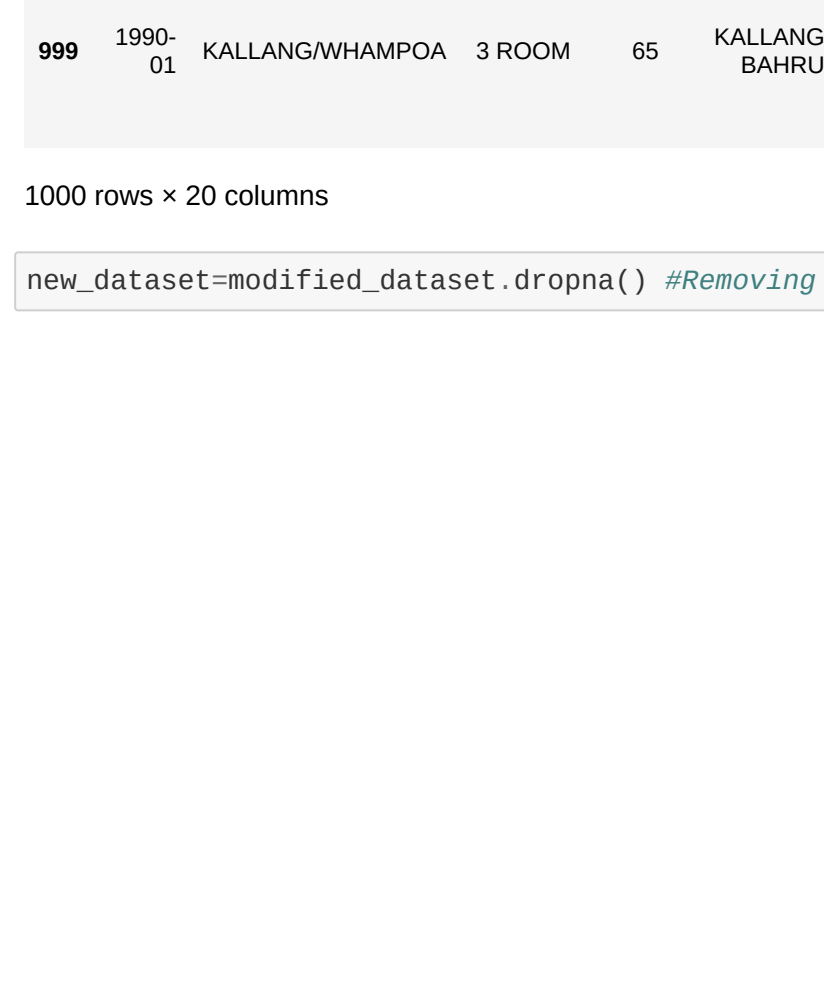 999 1990-01 KALLANG/WHAMPOA 3 ROOM 65 KALLANG BAHRU
1000 rows × 20 columns
new_dataset=modified_dataset.dropna() #Removing